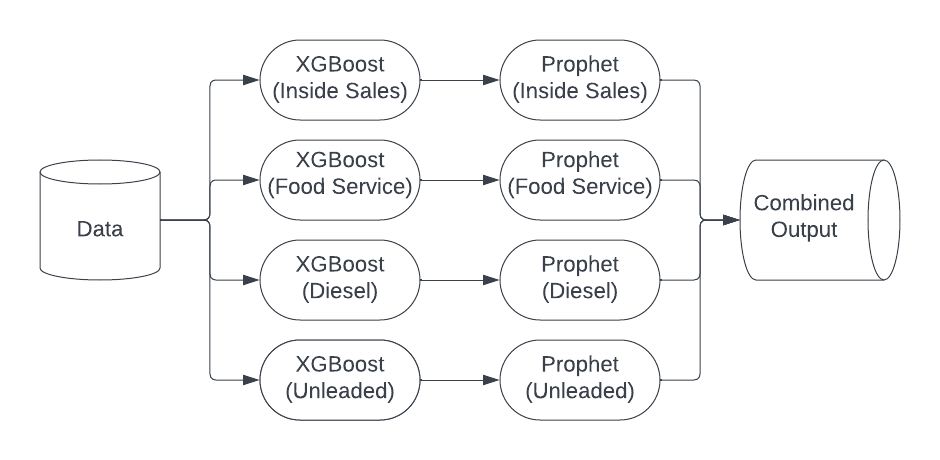 Data
XGBoost
(Inside Sales)
Prophet
(Inside Sales)
XGBoost
(Food Service)
Prophet
(Food Service)
XGBoost
(Diesel)
Prophet
(Diesel)
XGBoost
(Unleaded)
Prophet
(Unleaded)
Combined
Output